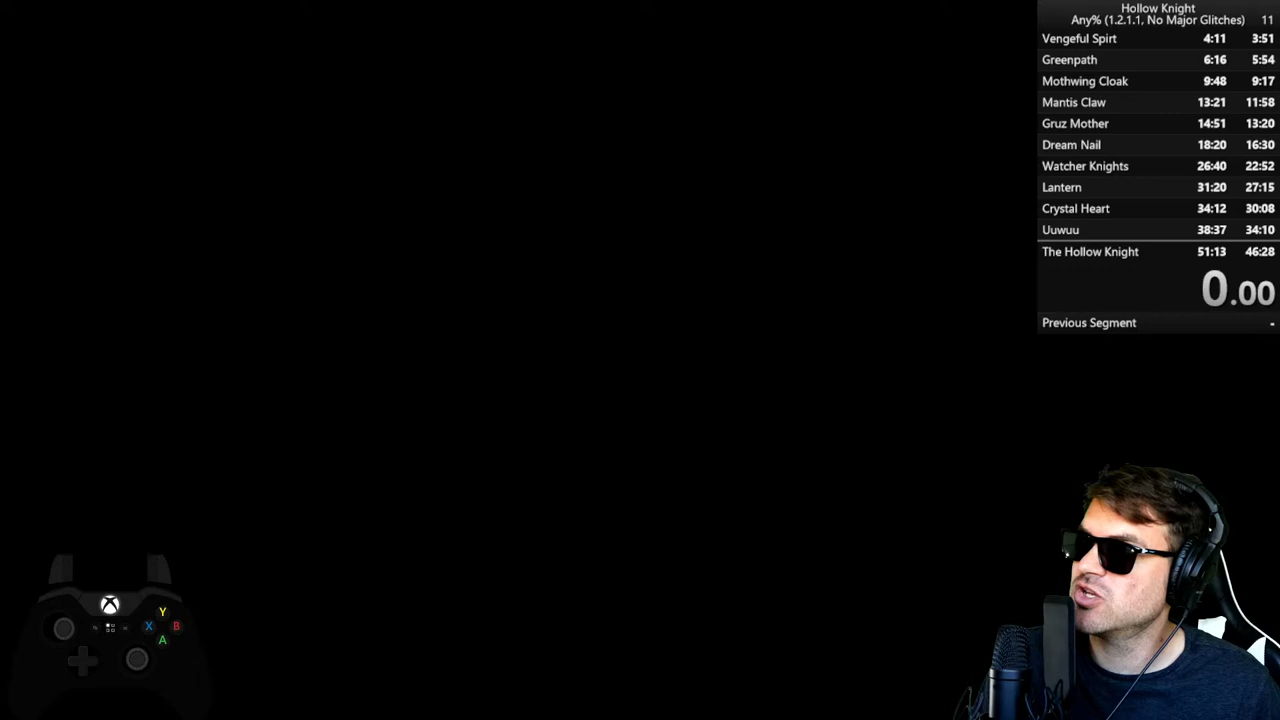 Hollow Knight
Any% (1.2.1.1, No Major Glitches) 11
Vengeful Spirt 4:11 3:51
Greenpath 6:16 5:54
Mothwing Cloak 9:48 9:17
Mantis Claw 13:21 11:58
Gruz Mother 14:51 13:20
Dream Nail 18:20 16:30
Watcher Knights 26:40 22:52
Lantern 31:20 27:15
Crystal Heart 34:12 30:08
Uuwuu 38:37 34:10
The Hollow Knight 51:13 46:28
0.00
Previous Segment -
Y
X B
A